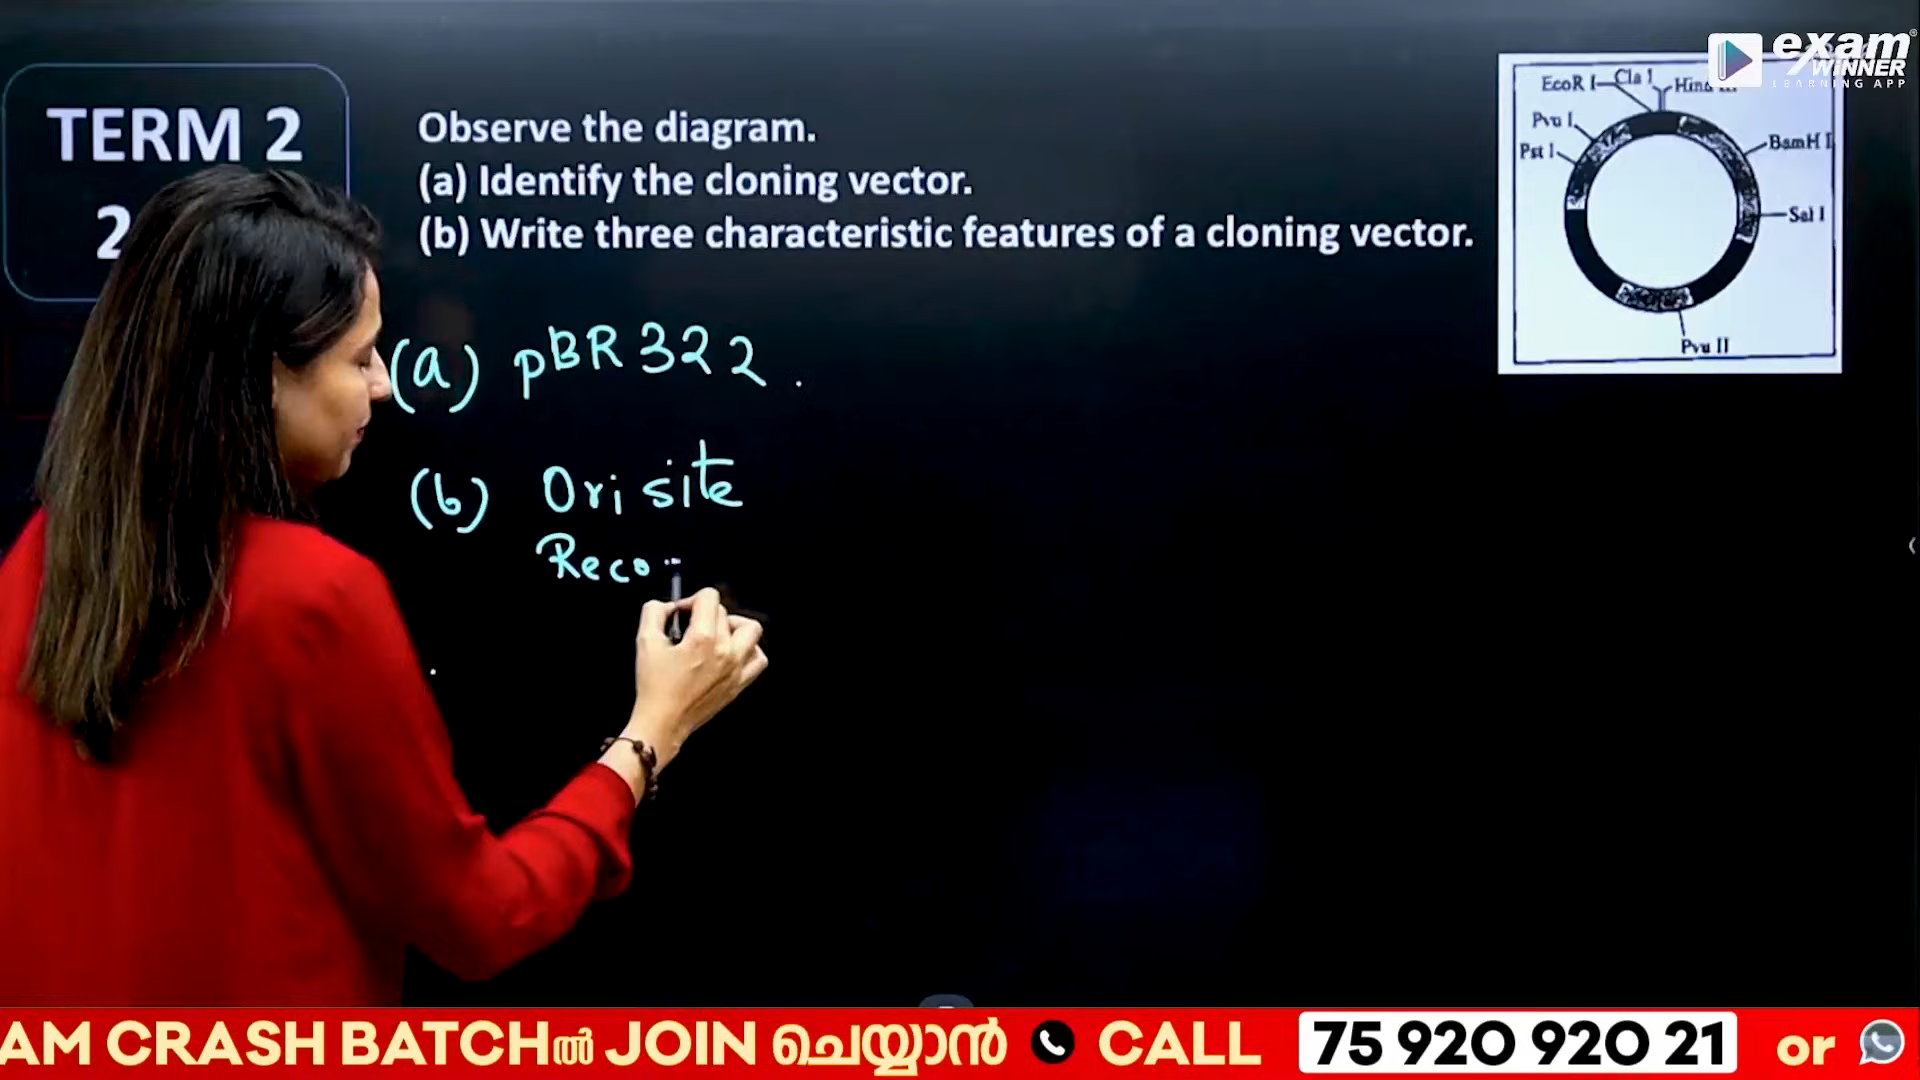 exam
WINNER
LEARNING APP
TERM 2
2
Observe the diagram.
(a) Identify the cloning vector.
(b) Write three characteristic features of a cloning vector.
EcoR I
Cla I
Hind III
Pvu I
Pst I
BamH I
Sal I
Pvu II
(a) pBR322.
(b) Ori site
Reco
AM CRASH BATCHൽ JOIN ചെയ്യാൻ CALL 75 920 920 21 or